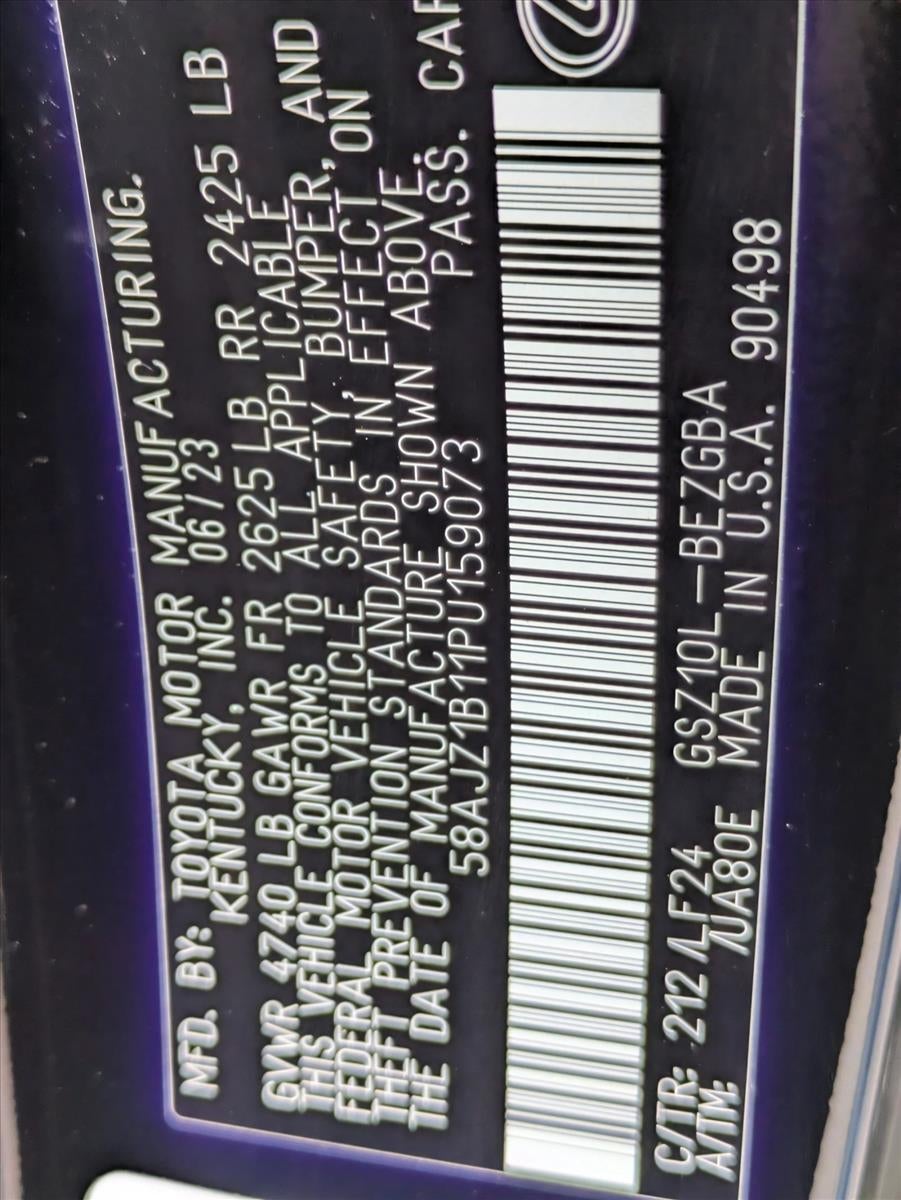 MFD. BY: TOYOTA MOTOR MANUFACTURING.
KENTUCKY, INC. 06/23
GVWR 4740 LB GAWR FR 2625 LB RR 2425 LB
THIS VEHICLE CONFORMS TO ALL APPLICABLE
FEDERAL MOTOR VEHICLE SAFETY, BUMPER, AND
THEFT PREVENTION STANDARDS IN EFFECT ON
THE DATE OF MANUFACTURE SHOWN ABOVE.
58AJZ1B11PU159073 PASS. CAR
C/TR: 212 /LF24 GSZ10L-BEZGBA
A/TM: /UA80E MADE IN U.S.A. 90498